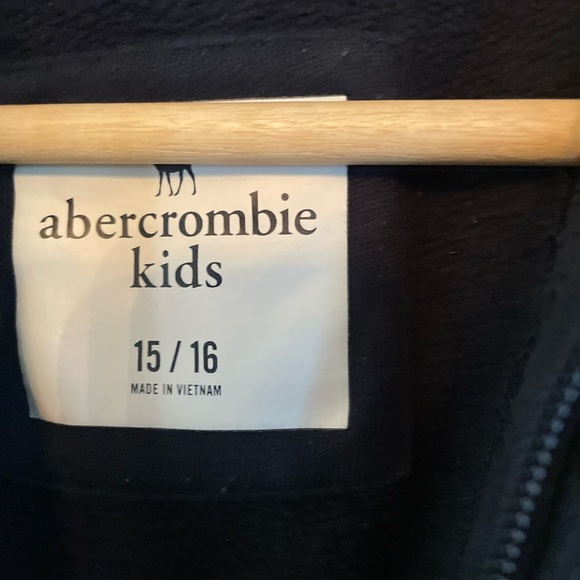 abercrombie
kids
15 / 16
MADE IN VIETNAM